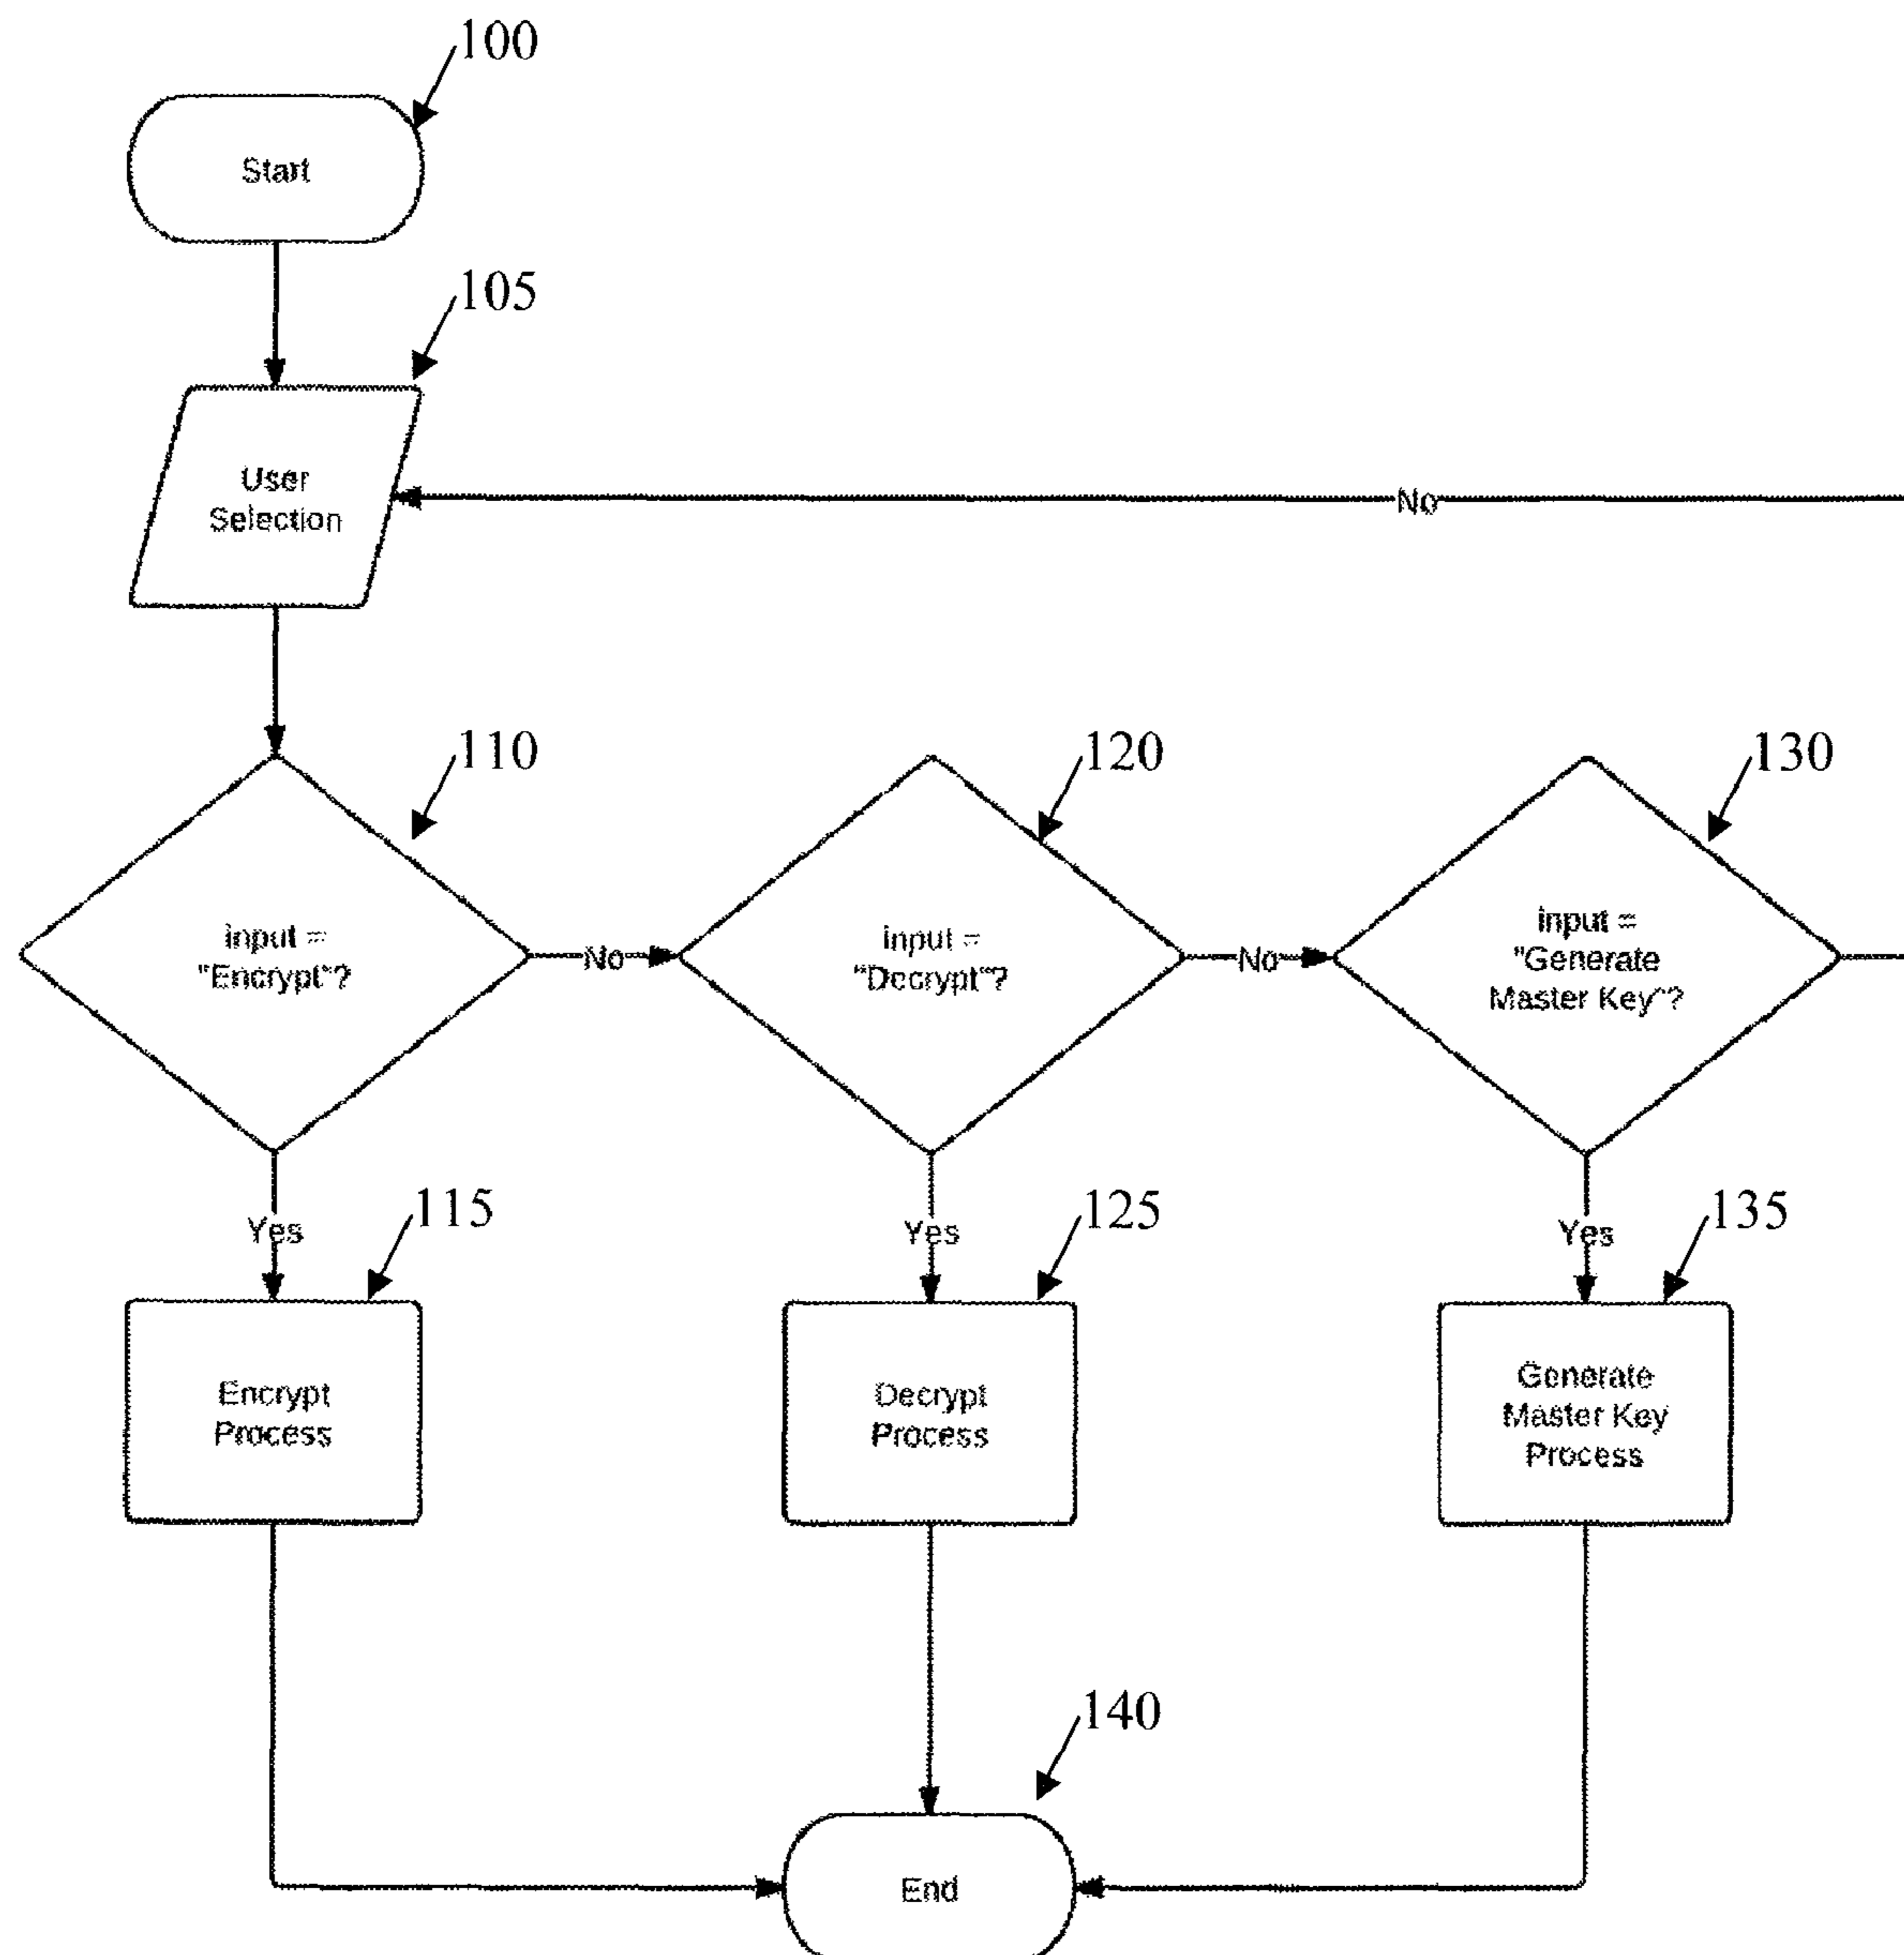 100
Start
105
User
Selection
No
110
120
130
input =
"Encrypt"?
No
input =
"Decrypt"?
No
input =
"Generate
Master Key"?
Yes
115
Yes
125
Yes
135
Encrypt
Process
Decrypt
Process
Generate
Master Key
Process
140
End